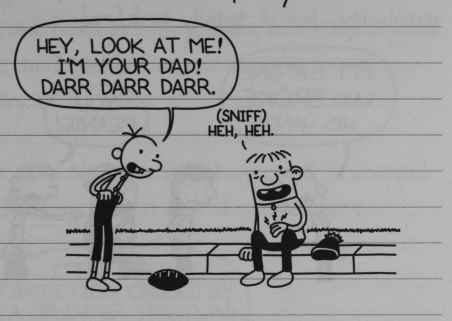 HEY, LOOK AT ME!
I'M YOUR DAD!
DARR DARR DARR.
(SNIFF)
HEH, HEH.